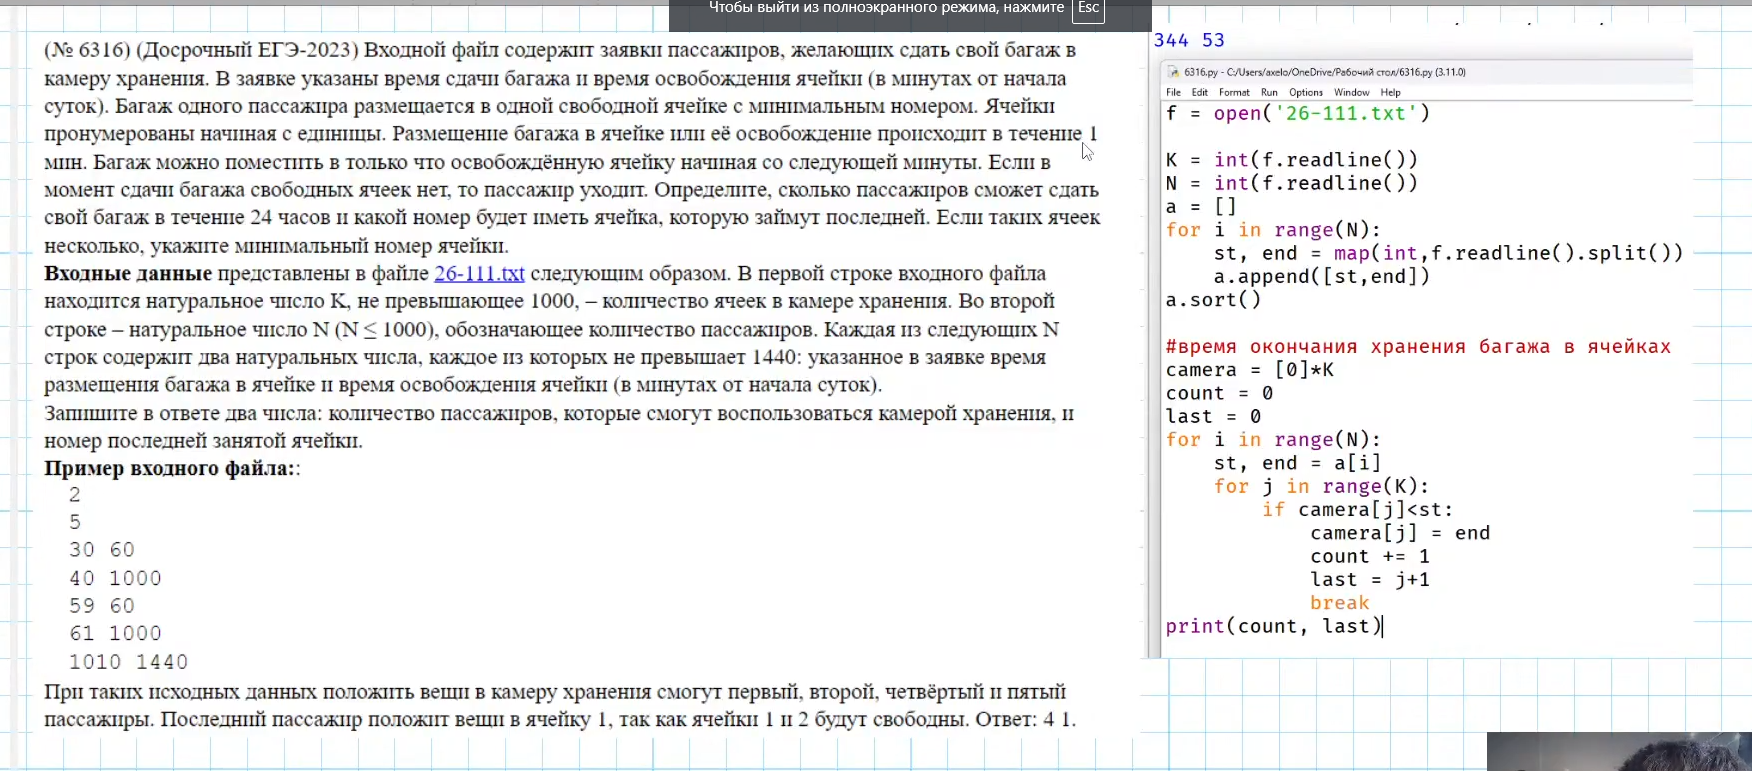 Чтобы выйти из полноэкранного режима, нажмите Esc
(№ 6316) (Досрочный ЕГЭ-2023) Входной файл содержит заявки пассажиров, желающих сдать свой багаж в
камеру хранения. В заявке указаны время сдачи багажа и время освобождения ячейки (в минутах от начала
суток). Багаж одного пассажира размещается в одной свободной ячейке с минимальным номером. Ячейки
пронумерованы начиная с единицы. Размещение багажа в ячейке или её освобождение происходит в течение 1
мин. Багаж можно поместить в только что освобождённую ячейку начиная со следующей минуты. Если в
момент сдачи багажа свободных ячеек нет, то пассажир уходит. Определите, сколько пассажиров сможет сдать
свой багаж в течение 24 часов и какой номер будет иметь ячейка, которую займут последней. Если таких ячеек
несколько, укажите минимальный номер ячейки.
Входные данные представлены в файле 26-111.txt следующим образом. В первой строке входного файла
находится натуральное число K, не превышающее 1000, – количество ячеек в камере хранения. Во второй
строке – натуральное число N (N ≤ 1000), обозначающее количество пассажиров. Каждая из следующих N
строк содержит два натуральных числа, каждое из которых не превышает 1440: указанное в заявке время
размещения багажа в ячейке и время освобождения ячейки (в минутах от начала суток).
Запишите в ответе два числа: количество пассажиров, которые смогут воспользоваться камерой хранения, и
номер последней занятой ячейки.
Пример входного файла::
2
5
30 60
40 1000
59 60
61 1000
1010 1440
При таких исходных данных положить вещи в камеру хранения смогут первый, второй, четвёртый и пятый
пассажиры. Последний пассажир положит вещи в ячейку 1, так как ячейки 1 и 2 будут свободны. Ответ: 4 1.
344 53
6316.py - C:/Users/axelo/OneDrive/Рабочий стол/6316.py (3.11.0)
File Edit Format Run Options Window Help
f = open('26-111.txt')
K = int(f.readline())
N = int(f.readline())
a = []
for i in range(N):
    st, end = map(int,f.readline().split())
    a.append([st,end])
a.sort()
#время окончания хранения багажа в ячейках
camera = [0]*K
count = 0
last = 0
for i in range(N):
    st, end = a[i]
    for j in range(K):
        if camera[j]<st:
            camera[j] = end
            count += 1
            last = j+1
            break
print(count, last)